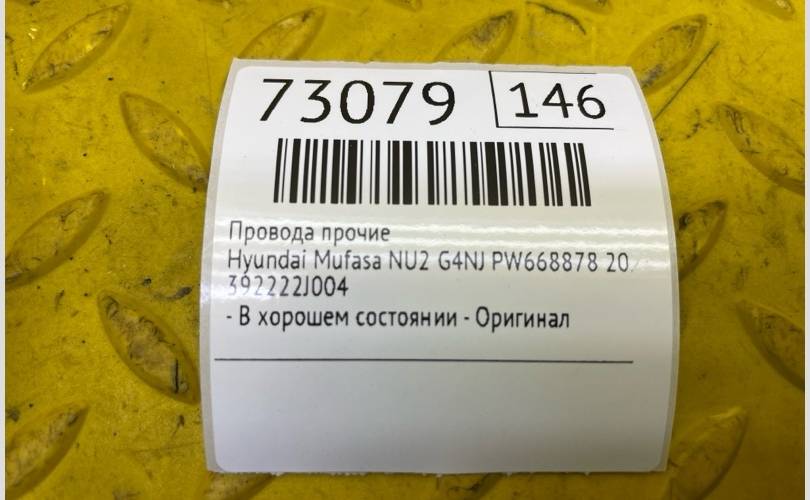 73079 146
Провода прочие
Hyundai Mufasa NU2 G4NJ PW668878 20
392222J004
- В хорошем состоянии - Оригинал